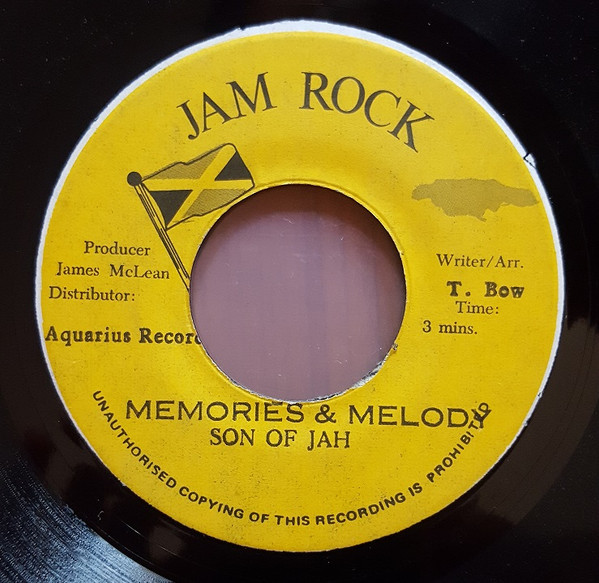 JAM ROCK
Producer
James McLean
Distributor:
Aquarius Record
Writer/Arr.
T. Bow
Time:
3 mins.
MEMORIES & MELODY
SON OF JAH
UNAUTHORISED COPYING OF THIS RECORDING IS PROHIBITED